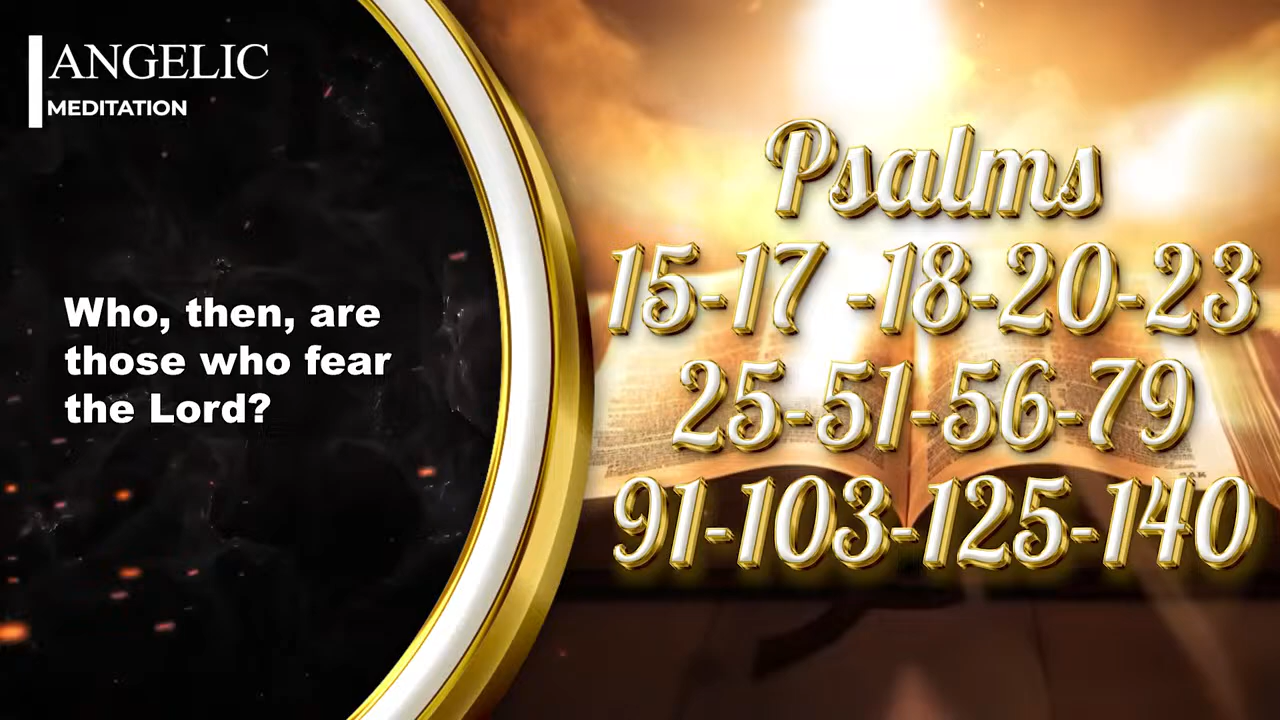 ANGELIC
MEDITATION
Who, then, are
those who fear
the Lord?
Psalms
15-17 -18-20-23
25-51-56-79
91-103-125-140